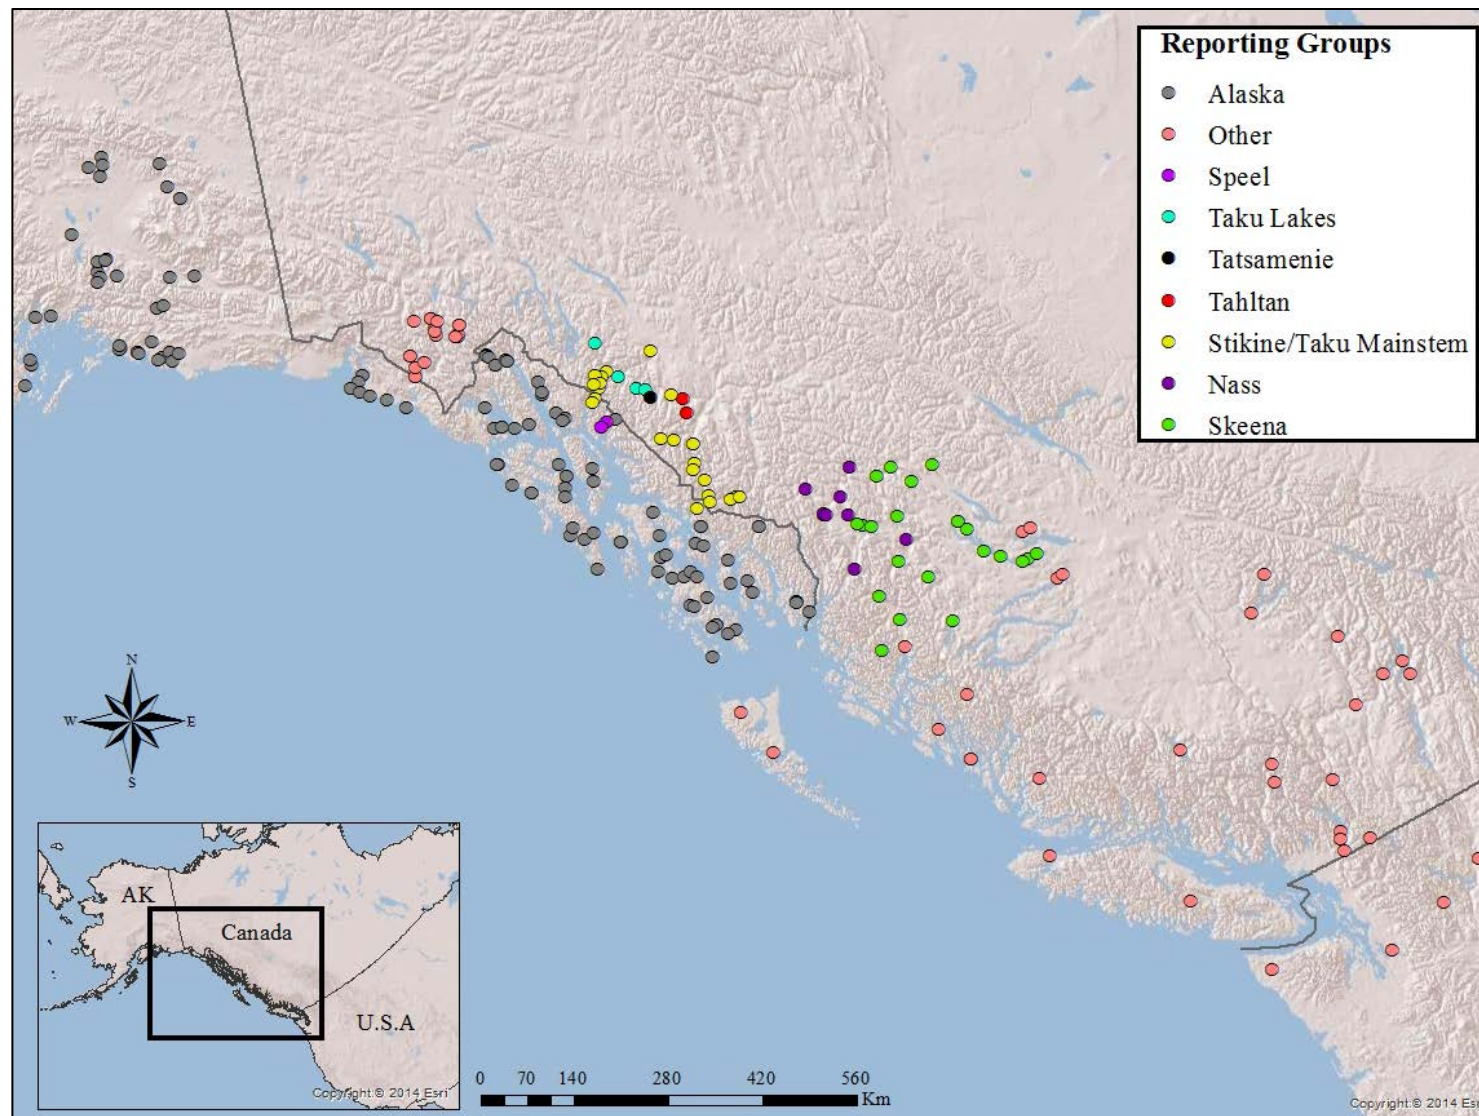 Reporting Groups
Alaska
Other
Speel
Taku Lakes
Tatsamenie
Tahltan
Stikine/Taku Mainstem
Nass
Skeena
N
W
E
S
AK
Canada
U.S.A
Copyright:© 2014 Esri
0 70 140 280 420 560
Km
Copyright:© 2014 Es